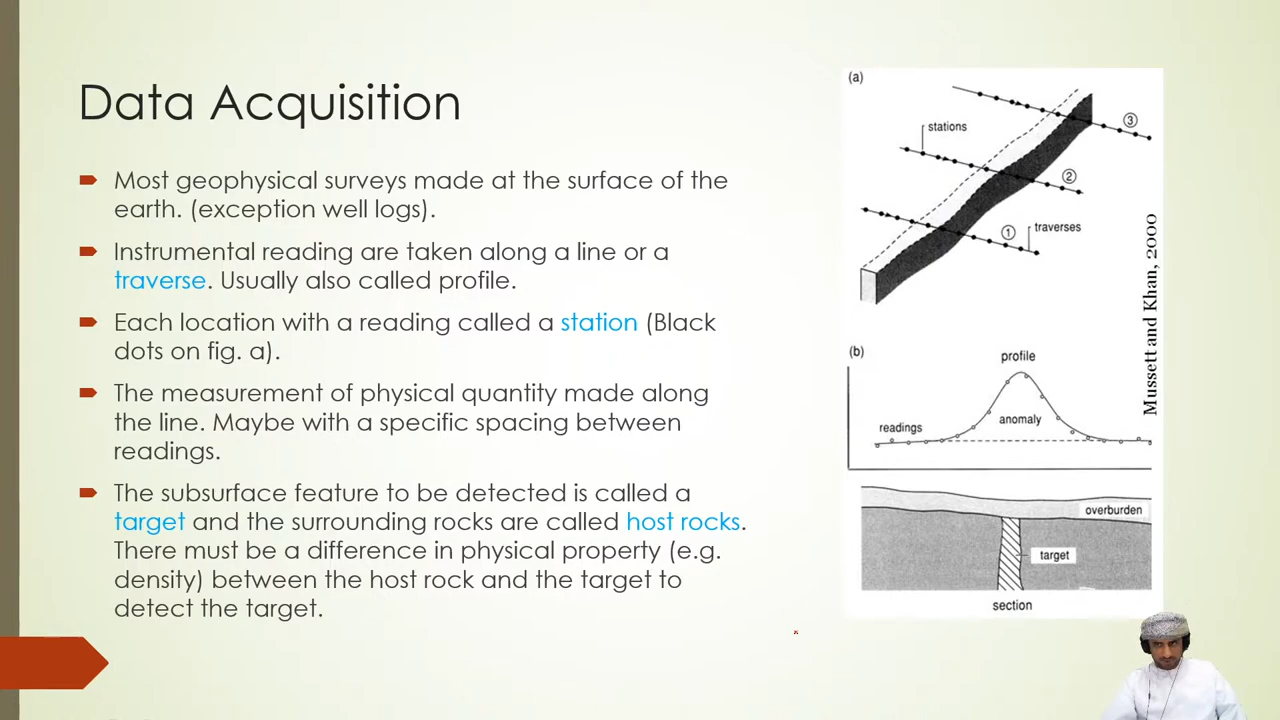 Data Acquisition
Most geophysical surveys made at the surface of the
earth. (exception well logs).
Instrumental reading are taken along a line or a
traverse. Usually also called profile.
Each location with a reading called a station (Black
dots on fig. a).
The measurement of physical quantity made along
the line. Maybe with a specific spacing between
readings.
The subsurface feature to be detected is called a
target and the surrounding rocks are called host rocks.
There must be a difference in physical property (e.g.
density) between the host rock and the target to
detect the target.
(a)
stations
3
2
1
traverses
Mussett and Khan, 2000
(b)
profile
anomaly
readings
overburden
target
section